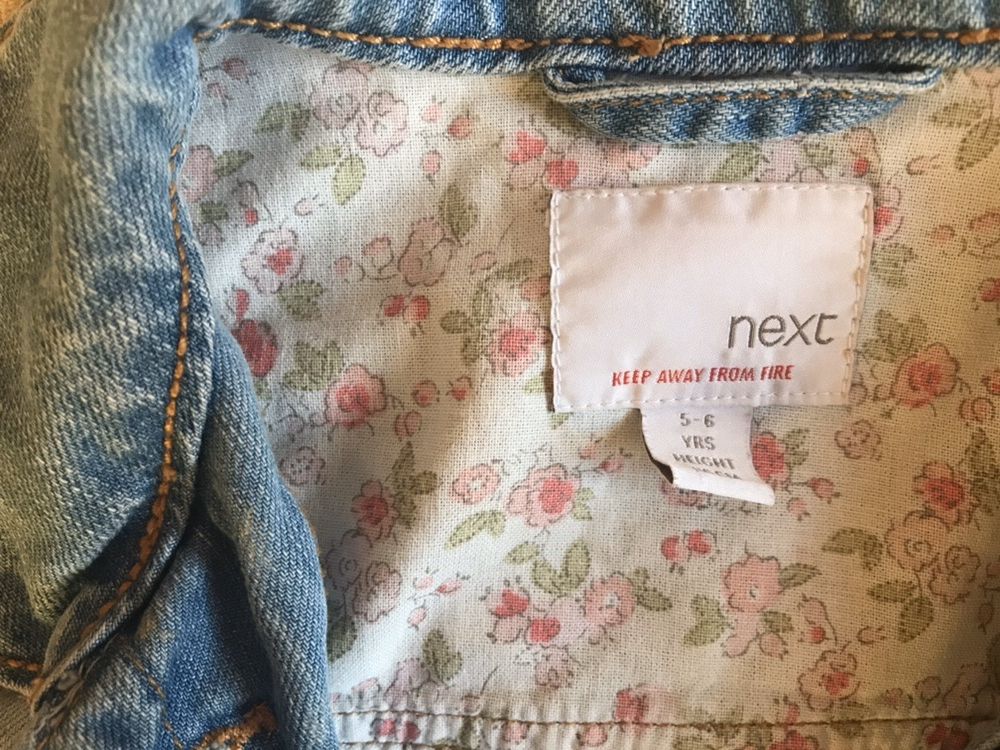 next
KEEP AWAY FROM FIRE
5-6
YRS
HEIGHT